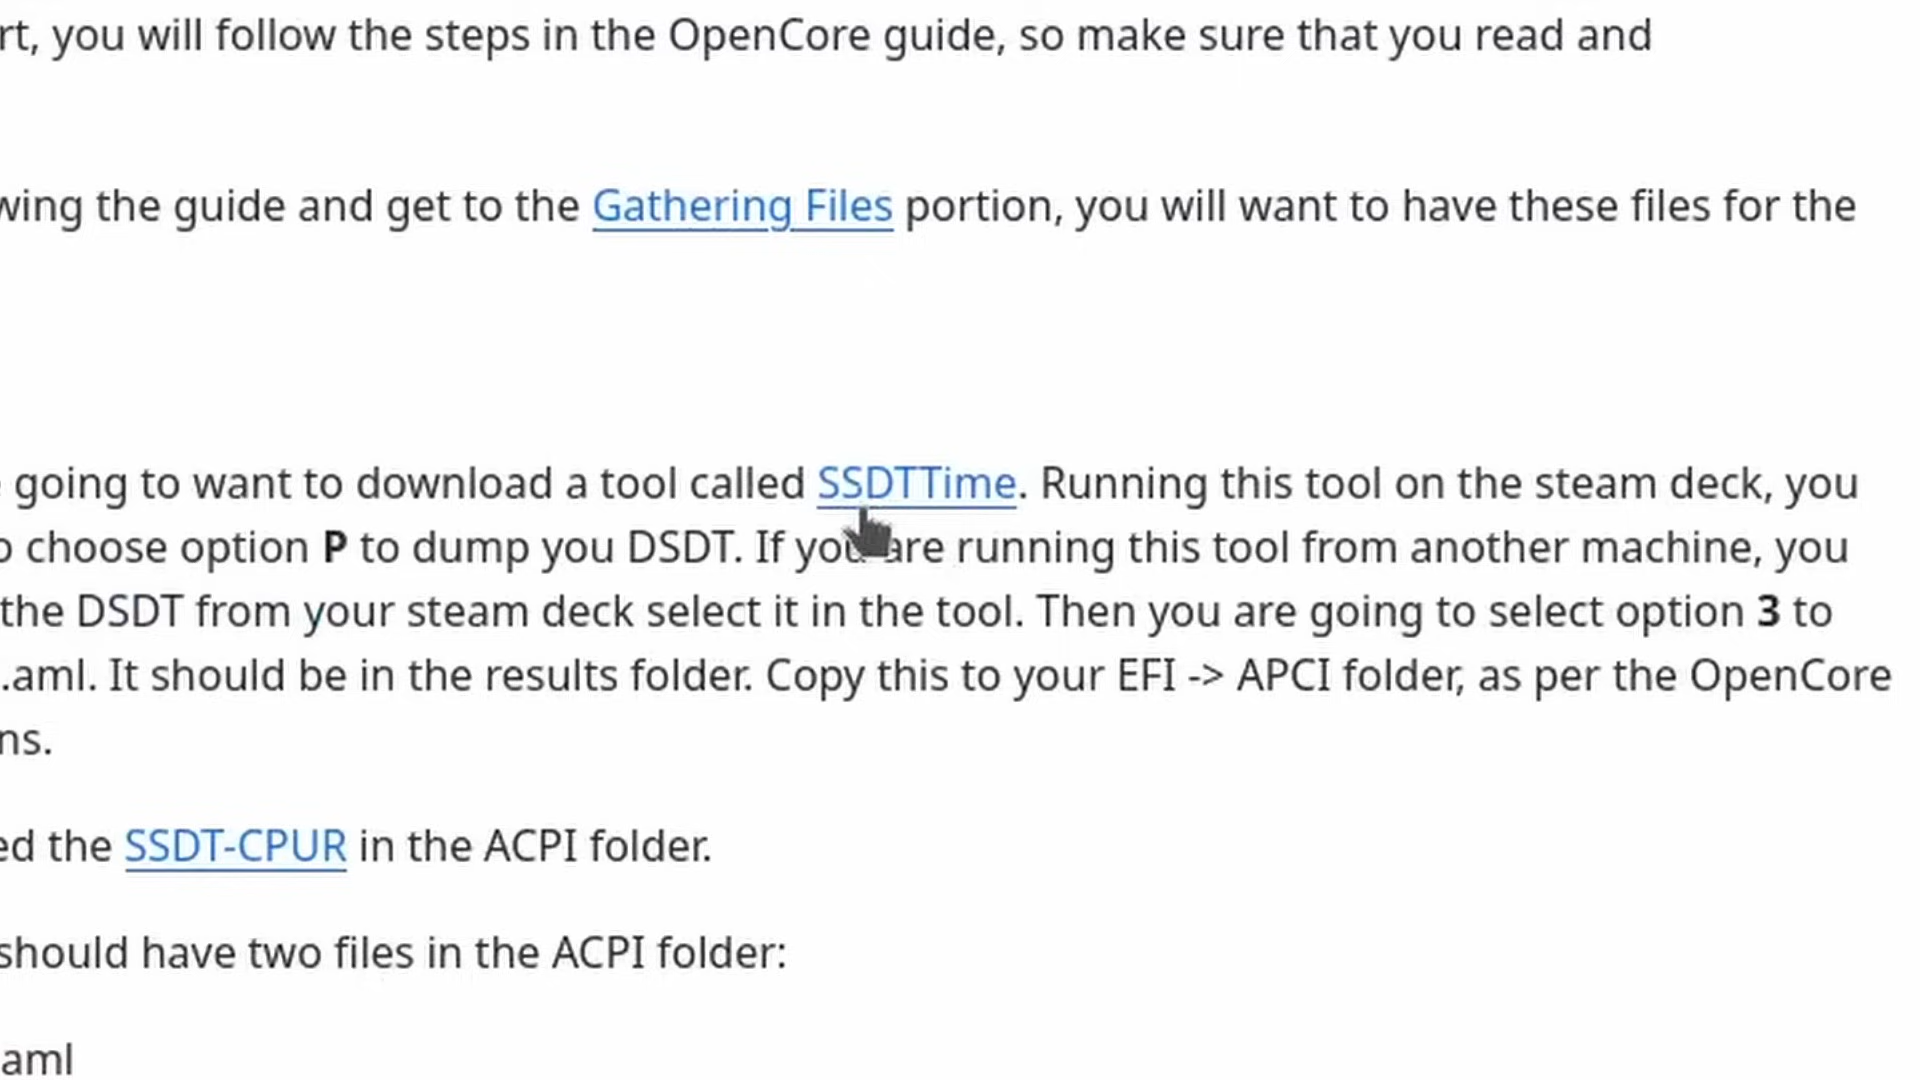 rt, you will follow the steps in the OpenCore guide, so make sure that you read and
wing the guide and get to the Gathering Files portion, you will want to have these files for the
going to want to download a tool called SSDTTime. Running this tool on the steam deck, you
o choose option P to dump you DSDT. If you are running this tool from another machine, you
the DSDT from your steam deck select it in the tool. Then you are going to select option 3 to
.aml. It should be in the results folder. Copy this to your EFI -> APCI folder, as per the OpenCore
ns.
ed the SSDT-CPUR in the ACPI folder.
should have two files in the ACPI folder:
aml